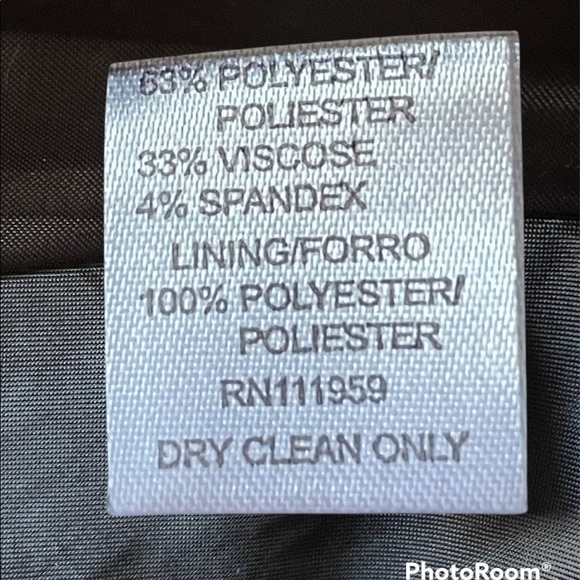 63% POLYESTER/
POLIESTER
33% VISCOSE
4% SPANDEX
LINING/FORRO
100% POLYESTER/
POLIESTER
RN111959
DRY CLEAN ONLY
PhotoRoom®